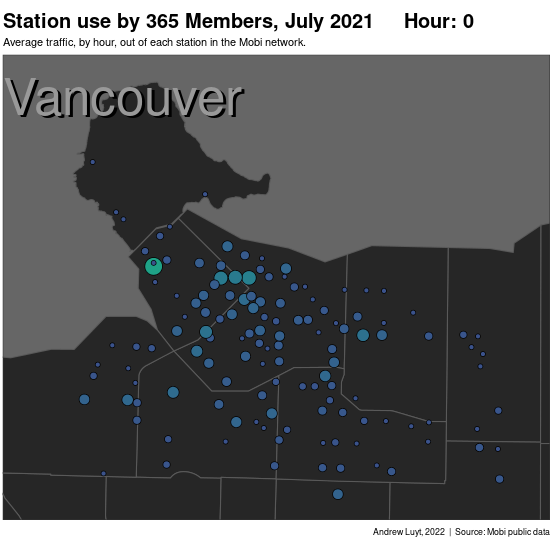 Station use by 365 Members, July 2021 Hour: 0
Average traffic, by hour, out of each station in the Mobi network.
Vancouver
Andrew Luyt, 2022 | Source: Mobi public data